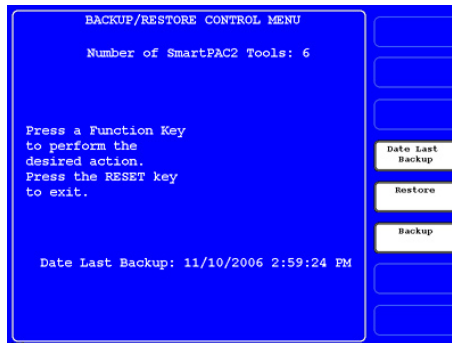 BACKUP/RESTORE CONTROL MENU
Number of SmartPAC2 Tools: 6
Press a Function Key
to perform the
desired action.
Press the RESET key
to exit.
Date Last Backup: 11/10/2006 2:59:24 PM
Date Last
Backup
Restore
Backup